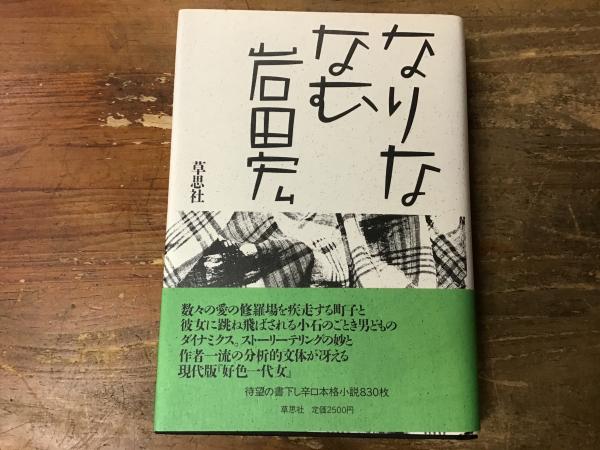 なりな
なむ
岩田宏
草思社
数々の愛の修羅場を疾走する町子と
彼女に跳ね飛ばされる小石のごとき男どもの
ダイナミクス。ストーリーテリングの妙と
作者一流の分析的文体が冴える
現代版『好色一代女』
待望の書下し辛口本格小説830枚
草思社 定価2500円